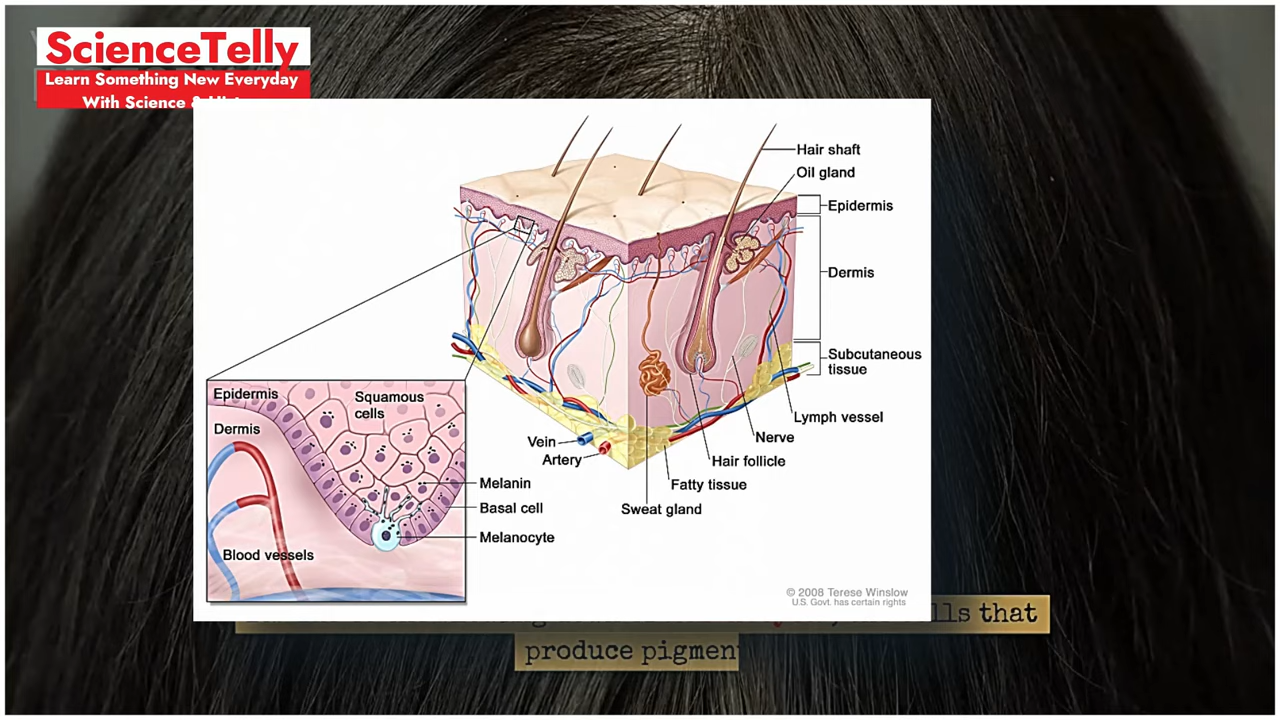 ScienceTelly
Learn Something New Everyday
With Science &
Hair shaft
Oil gland
Epidermis
Dermis
Subcutaneous
tissue
Lymph vessel
Nerve
Hair follicle
Fatty tissue
Sweat gland
Vein
Artery
Epidermis
Squamous
cells
Dermis
Melanin
Basal cell
Melanocyte
Blood vessels
© 2008 Terese Winslow
U.S. Govt. has certain rights
that
produce